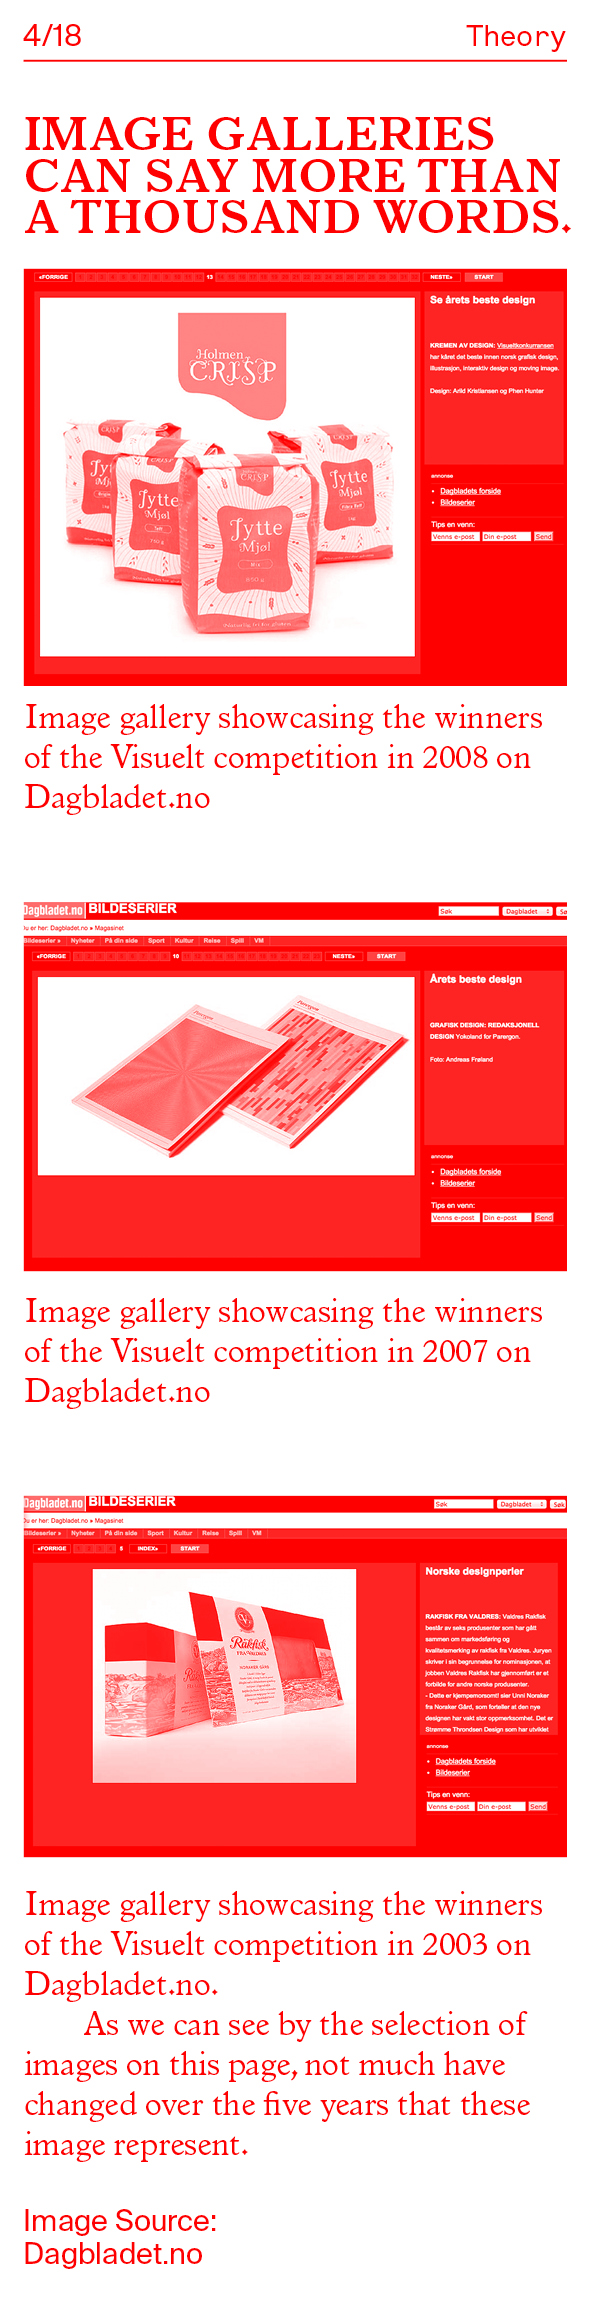 4/18 Theory
IMAGE GALLERIES
CAN SAY MORE THAN
A THOUSAND WORDS.
«FORRIGE 13 NESTE» START
Se årets beste design
KREMEN AV DESIGN: Visueltkonkurransen
har kåret det beste innen norsk grafisk design,
illustrasjon, interaktiv design og moving image.
Design: Arild Kristiansen og Phen Hunter
Holmen
CRISP
CRISP
Jytte
Mjøl
Mix
850 g
Jytte
Mjøl
710 g
Jytte
Mjøl
annonse
• Dagbladets forside
• Bildeserier
Tips en venn:
Venns e-post Din e-post Send
Image gallery showcasing the winners
of the Visuelt competition in 2008 on
Dagbladet.no
Dagbladet.no BILDESERIER Søk Dagbladet
Du er her: Dagbladet.no » Magasinet
Bildeserier » Nyheter På din side Sport Kultur Reise Spill VM
«FORRIGE 10 NESTE» START
Årets beste design
GRAFISK DESIGN: REDAKSJONELL
DESIGN Yokoland for Parergon.
Foto: Andreas Frøland
Parergon
Parergon
annonse
• Dagbladets forside
• Bildeserier
Tips en venn:
Venns e-post Din e-post Send
Image gallery showcasing the winners
of the Visuelt competition in 2007 on
Dagbladet.no
Dagbladet.no BILDESERIER Søk Dagbladet Søk
Du er her: Dagbladet.no » Magasinet
Bildeserier » Nyheter På din side Sport Kultur Reise Spill VM
«FORRIGE 5 INDEX» START
Norske designperler
RAKFISK FRA VALDRES: Valdres Rakfisk
består av seks produsenter som har gått
sammen om markedsføring og
kvalitetsmerking av rakfisk fra Valdres. Juryen
skriver i sin begrunnelse for nominasjonen, at
jobben Valdres Rakfisk har gjennomført er et
forbilde for andre norske produsenter.
- Dette er kjempemorsomt! sier Unni Noraker
fra Noraker Gård, som forteller at den nye
designen har vakt stor oppmerksomhet. Det er
Strømme Throndsen Design som har utviklet
Rakfisk
FRA VALDRES
NORAKER GÅRD
annonse
• Dagbladets forside
• Bildeserier
Tips en venn:
Venns e-post Din e-post Send
Image gallery showcasing the winners
of the Visuelt competition in 2003 on
Dagbladet.no.
As we can see by the selection of
images on this page, not much have
changed over the five years that these
image represent.
Image Source:
Dagbladet.no